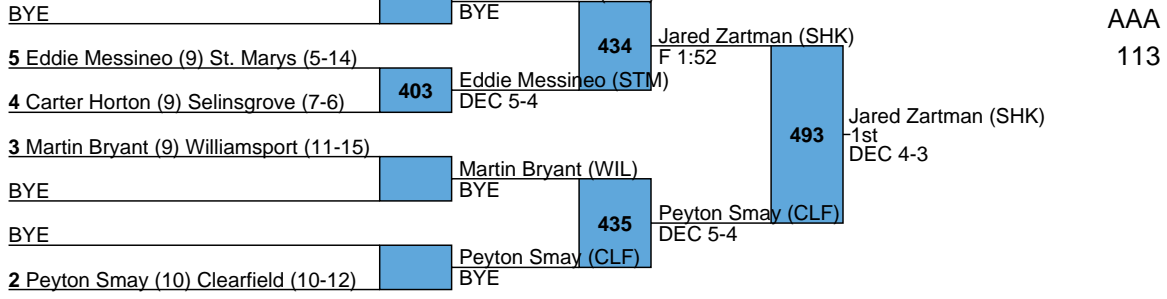 BYE
BYE
AAA
113
434
Jared Zartman (SHK)
F 1:52
5 Eddie Messineo (9) St. Marys (5-14)
403
Eddie Messineo (STM)
DEC 5-4
4 Carter Horton (9) Selinsgrove (7-6)
493
Jared Zartman (SHK)
1st
DEC 4-3
3 Martin Bryant (9) Williamsport (11-15)
Martin Bryant (WIL)
BYE
BYE
435
Peyton Smay (CLF)
DEC 5-4
BYE
Peyton Smay (CLF)
BYE
2 Peyton Smay (10) Clearfield (10-12)